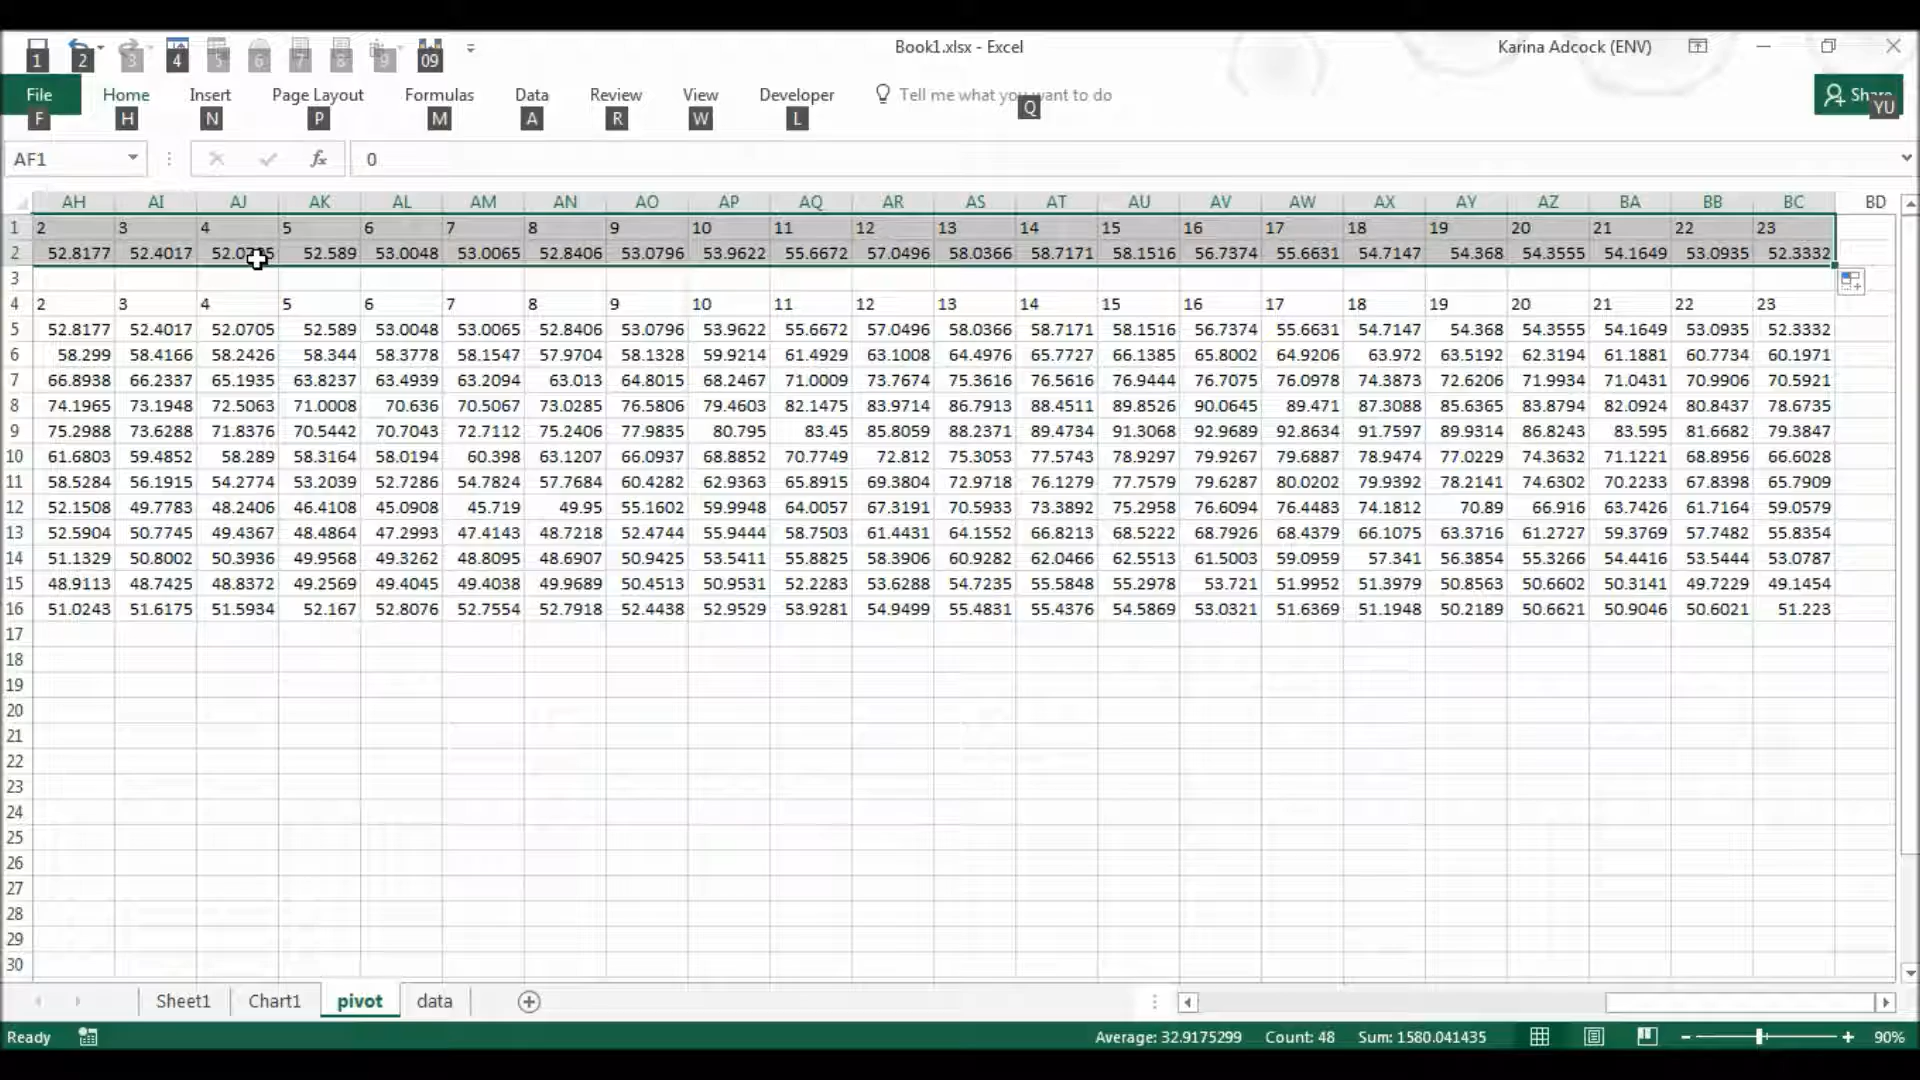 1 2 3 4 5 6 7 8 9 09
Book1.xlsx - Excel
Karina Adcock (ENV)
File Home Insert Page Layout Formulas Data Review View Developer Tell me what you want to do Share
F H N P M A R W L Q YU
AF1 fx 0
AH AI AJ AK AL AM AN AO AP AQ AR AS AT AU AV AW AX AY AZ BA BB BC BD
1 2 3 4 5 6 7 8 9 10 11 12 13 14 15 16 17 18 19 20 21 22 23
2 52.8177 52.4017 52.0705 52.589 53.0048 53.0065 52.8406 53.0796 53.9622 55.6672 57.0496 58.0366 58.7171 58.1516 56.7374 55.6631 54.7147 54.368 54.3555 54.1649 53.0935 52.3332
3
4 2 3 4 5 6 7 8 9 10 11 12 13 14 15 16 17 18 19 20 21 22 23
5 52.8177 52.4017 52.0705 52.589 53.0048 53.0065 52.8406 53.0796 53.9622 55.6672 57.0496 58.0366 58.7171 58.1516 56.7374 55.6631 54.7147 54.368 54.3555 54.1649 53.0935 52.3332
6 58.299 58.4166 58.2426 58.344 58.3778 58.1547 57.9704 58.1328 59.9214 61.4929 63.1008 64.4976 65.7727 66.1385 65.8002 64.9206 63.972 63.5192 62.3194 61.1881 60.7734 60.1971
7 66.8938 66.2337 65.1935 63.8237 63.4939 63.2094 63.013 64.8015 68.2467 71.0009 73.7674 75.3616 76.5616 76.9444 76.7075 76.0978 74.3873 72.6206 71.9934 71.0431 70.9906 70.5921
8 74.1965 73.1948 72.5063 71.0008 70.636 70.5067 73.0285 76.5806 79.4603 82.1475 83.9714 86.7913 88.4511 89.8526 90.0645 89.471 87.3088 85.6365 83.8794 82.0924 80.8437 78.6735
9 75.2988 73.6288 71.8376 70.5442 70.7043 72.7112 75.2406 77.9835 80.795 83.45 85.8059 88.2371 89.4734 91.3068 92.9689 92.8634 91.7597 89.9314 86.8243 83.595 81.6682 79.3847
10 61.6803 59.4852 58.289 58.3164 58.0194 60.398 63.1207 66.0937 68.8852 70.7749 72.812 75.3053 77.5743 78.9297 79.9267 79.6887 78.9474 77.0229 74.3632 71.1221 68.8956 66.6028
11 58.5284 56.1915 54.2774 53.2039 52.7286 54.7824 57.7684 60.4282 62.9363 65.8915 69.3804 72.9718 76.1279 77.7579 79.6287 80.0202 79.9392 78.2141 74.6302 70.2233 67.8398 65.7909
12 52.1508 49.7783 48.2406 46.4108 45.0908 45.719 49.95 55.1602 59.9948 64.0057 67.3191 70.5933 73.3892 75.2958 76.6094 76.4483 74.1812 70.89 66.916 63.7426 61.7164 59.0579
13 52.5904 50.7745 49.4367 48.4864 47.2993 47.4143 48.7218 52.4744 55.9444 58.7503 61.4431 64.1552 66.8213 68.5222 68.7926 68.4379 66.1075 63.3716 61.2727 59.3769 57.7482 55.8354
14 51.1329 50.8002 50.3936 49.9568 49.3262 48.8095 48.6907 50.9425 53.5411 55.8825 58.3906 60.9282 62.0466 62.5513 61.5003 59.0959 57.341 56.3854 55.3266 54.4416 53.5444 53.0787
15 48.9113 48.7425 48.8372 49.2569 49.4045 49.4038 49.9689 50.4513 50.9531 52.2283 53.6288 54.7235 55.5848 55.2978 53.721 51.9952 51.3979 50.8563 50.6602 50.3141 49.7229 49.1454
16 51.0243 51.6175 51.5934 52.167 52.8076 52.7554 52.7918 52.4438 52.9529 53.9281 54.9499 55.4831 55.4376 54.5869 53.0321 51.6369 51.1948 50.2189 50.6621 50.9046 50.6021 51.223
17
18
19
20
21
22
23
24
25
26
27
28
29
30
Sheet1 Chart1 pivot data
Ready Average: 32.9175299 Count: 48 Sum: 1580.041435 90%